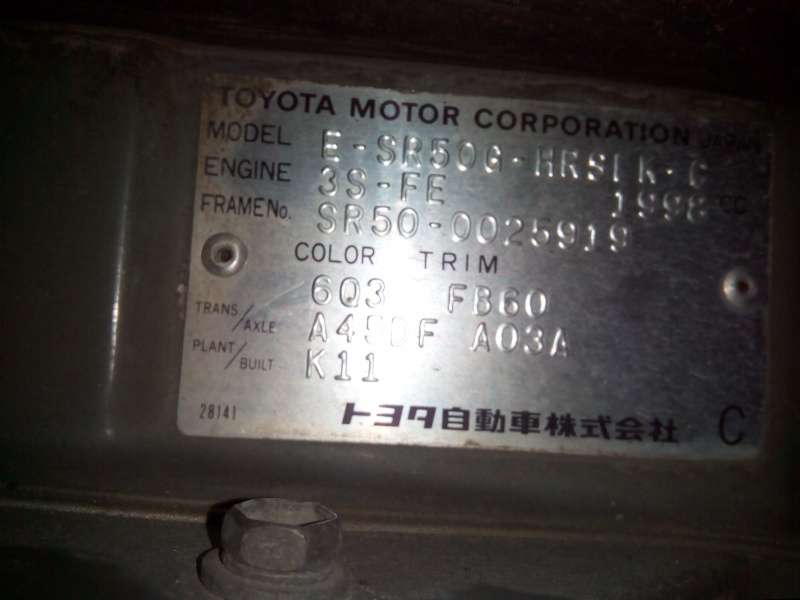 TOYOTA MOTOR CORPORATION JAPAN
MODEL E-SR50G-HRSEK-C
ENGINE 3S-FE 1998 CC
FRAME No. SR50-0025919
COLOR TRIM
6Q3 FB60
TRANS/AXLE A45DF A03A
PLANT/BUILT K11
28141 トヨタ自動車株式会社 C